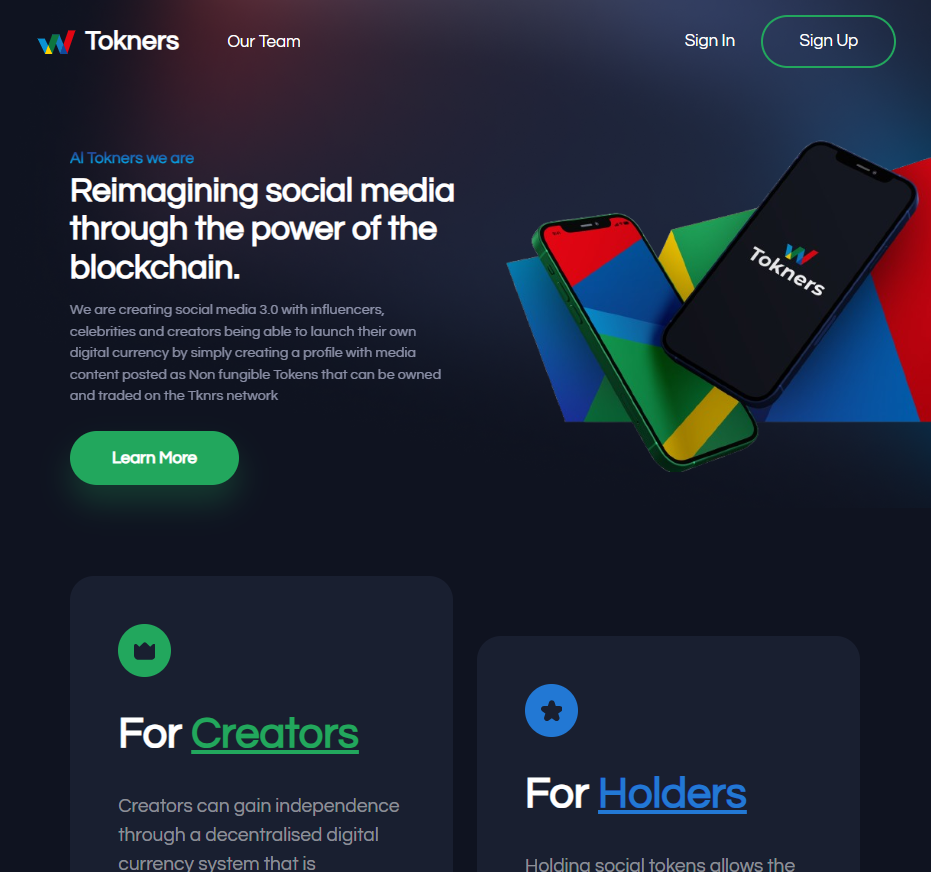 Tokners
Our Team
Sign In
Sign Up
At Tokners we are
Reimagining social media
through the power of the
blockchain.
We are creating social media 3.0 with influencers,
celebrities and creators being able to launch their own
digital currency by simply creating a profile with media
content posted as Non fungible Tokens that can be owned
and traded on the Tknrs network
Learn More
Tokners
For Creators
Creators can gain independence
through a decentralised digital
currency system that is
For Holders
Holding social tokens allows the